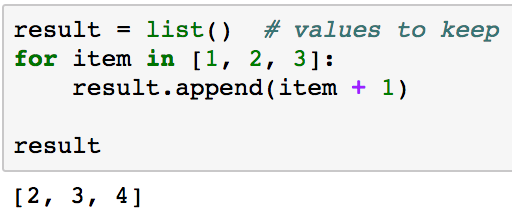 result = list()  # values to keep
for item in [1, 2, 3]:
    result.append(item + 1)
result
[2, 3, 4]